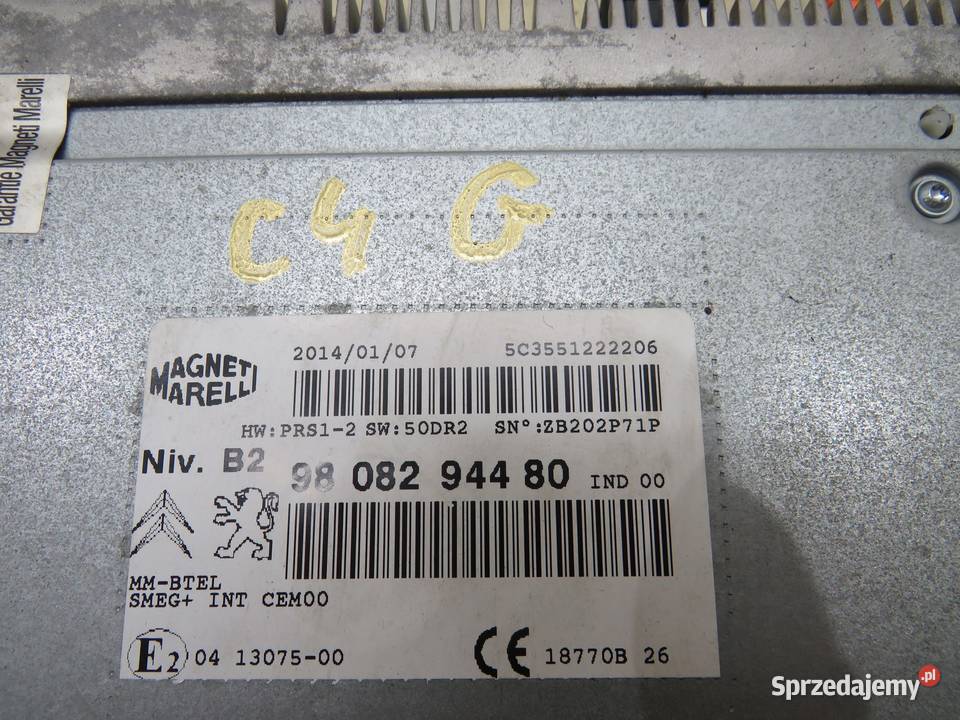 Garantie Magneti Marelli
C4 G
2014/01/07 5C3551222206
MAGNETI
MARELLI
HW:PRS1-2 SW:50DR2 SN°:ZB202P71P
Niv. B2 98 082 944 80 IND 00
MM-BTEL
SMEG+ INT CEM00
E2 04 13075-00 CE 18770B 26
Sprzedajemy.pl